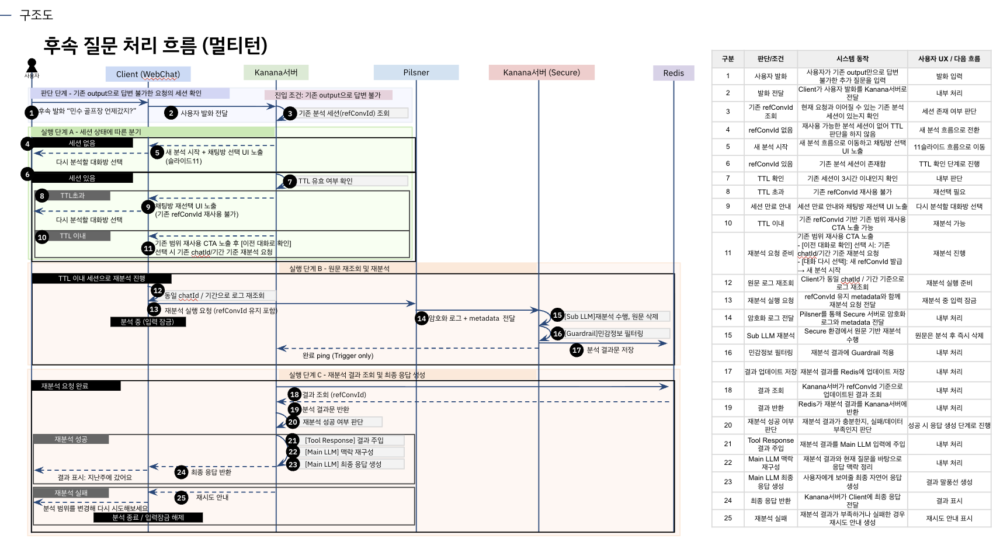 구조도
후속 질문 처리 흐름 (멀티턴)
사용자
Client (WebChat)
Kanana서버
Pilsner
Kanana서버 (Secure)
Redis
판단 단계 - 기존 output으로 답변 불가한 요청의 세션 확인
진입 조건: 기존 output으로 답변 불가
1
후속 발화 “민수 골프장 언제갔지?”
2
사용자 발화 전달
3
기존 분석 세션(refConvId) 조회
실행 단계 A - 세션 상태에 따른 분기
4
세션 없음
5
새 분석 시작 + 채팅방 선택 UI 노출
(슬라이드11)
다시 분석할 대화방 선택
6
세션 있음
7
TTL 유효 여부 확인
8
TTL초과
9
채팅방 재선택 UI 노출
(기존 refConvId 재사용 불가)
다시 분석할 대화방 선택
10
TTL 이내
11
기존 범위 재사용 CTA 노출 후 [이전 대화로 확인]
선택 시 기존 chatId/기간 기준 재분석 요청
실행 단계 B - 원문 재조회 및 재분석
TTL 이내 세션으로 재분석 진행
12
동일 chatId / 기간으로 로그 재조회
13
재분석 실행 요청 (refConvId 유지 포함)
분석 중 (입력 잠금)
14
암호화 로그 + metadata 전달
15
[Sub LLM]재분석 수행, 원문 삭제
16
[Guardrail]민감정보 필터링
17
분석 결과문 저장
완료 ping (Trigger only)
실행 단계 C - 재분석 결과 조회 및 최종 응답 생성
재분석 요청 완료
18
결과 조회 (refConvId)
19
분석 결과문 반환
20
재분석 성공 여부 판단
재분석 성공
21
[Tool Response] 결과 주입
22
[Main LLM] 맥락 재구성
23
[Main LLM] 최종 응답 생성
24
최종 응답 반환
결과 표시: 지난주에 갔어요
재분석 실패
25
재시도 안내
분석 범위를 변경해 다시 시도해보세요
분석 종료 / 입력잠금 해제
구분 판단/조건 시스템 동작 사용자 UX / 다음 흐름
1 사용자 발화 사용자가 기존 output만으로 답변
불가한 추가 질문을 입력 발화 입력
2 발화 전달 Client가 사용자 발화를 Kanana서버로
전달 내부 처리
3 기존 refConvId
조회 현재 요청과 이어질 수 있는 기존 분석
세션이 있는지 확인 세션 존재 여부 판단
4 refConvId 없음 재사용 가능한 분석 세션이 없어 TTL
판단을 하지 않음 새 분석 흐름으로 전환
5 새 분석 시작 새 분석 흐름으로 이동하고 채팅방 선택
UI 노출 11슬라이드 흐름으로 이동
6 refConvId 있음 기존 분석 세션이 존재함 TTL 확인 단계로 진행
7 TTL 확인 기존 세션이 3시간 이내인지 확인 내부 판단
8 TTL 초과 기존 refConvId 재사용 불가 재선택 필요
9 세션 만료 안내 세션 만료 안내와 채팅방 재선택 UI 노출 다시 분석할 대화방 선택
10 TTL 이내 기존 refConvId 기반 기존 범위 재사용
CTA 노출 가능 재분석 가능
11 재분석 요청 준비 기존 범위 재사용 CTA 노출
- [이전 대화로 확인] 선택 시: 기존
chatId/기간 기준 재분석 요청
- [대화 다시 선택]: 새 refConvId 발급
→ 새 분석 시작 재분석 진행
12 원문 로그 재조회 Client가 동일 chatId / 기간 기준으로
로그 재조회 재분석 실행 준비
13 재분석 실행 요청 refConvId 유지 metadata와 함께
재분석 요청 전달 재분석 중 입력 잠금
14 암호화 로그 전달 Pilsner를 통해 Secure 서버로 암호화
로그와 metadata 전달 내부 처리
15 Sub LLM 재분석 Secure 환경에서 원문 기반 재분석
수행 원문은 분석 후 즉시 삭제
16 민감정보 필터링 재분석 결과에 Guardrail 적용 내부 처리
17 결과 업데이트 저장 재분석 결과를 Redis에 업데이트 저장 내부 처리
18 결과 조회 Kanana서버가 refConvId 기준으로
업데이트된 결과 조회 내부 처리
19 결과 반환 Redis가 재분석 결과를 Kanana서버에
반환 내부 처리
20 재분석 성공 여부
판단 재분석 결과가 충분한지, 실패/데이터
부족인지 판단 성공 시 응답 생성 단계로 진행
21 Tool Response
결과 주입 재분석 결과를 Main LLM 입력에 주입 내부 처리
22 Main LLM 맥락
재구성 재분석 결과와 현재 질문을 바탕으로
응답 맥락 정리 내부 처리
23 Main LLM 최종
응답 생성 사용자에게 보여줄 최종 자연어 응답
생성 결과 말풍선 생성
24 최종 응답 반환 Kanana서버가 Client에 최종 응답
전달 결과 표시
25 재분석 실패 재분석 결과가 부족하거나 실패한 경우
재시도 안내 생성 재시도 안내 표시